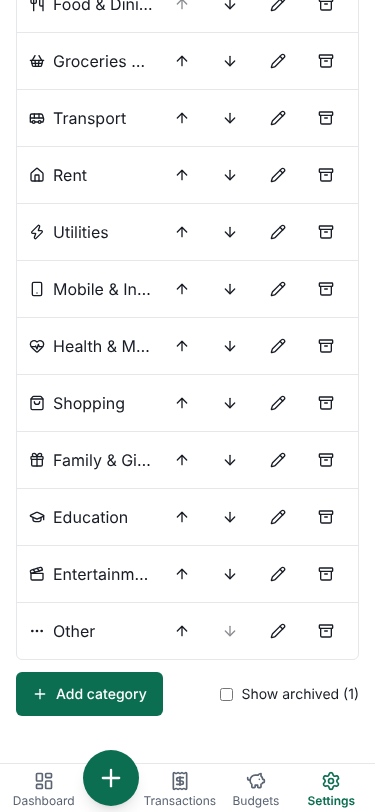 Food & Dini...
Groceries ...
Transport
Rent
Utilities
Mobile & In...
Health & M...
Shopping
Family & Gi...
Education
Entertainm...
Other
Add category
Show archived (1)
Dashboard
Transactions
Budgets
Settings